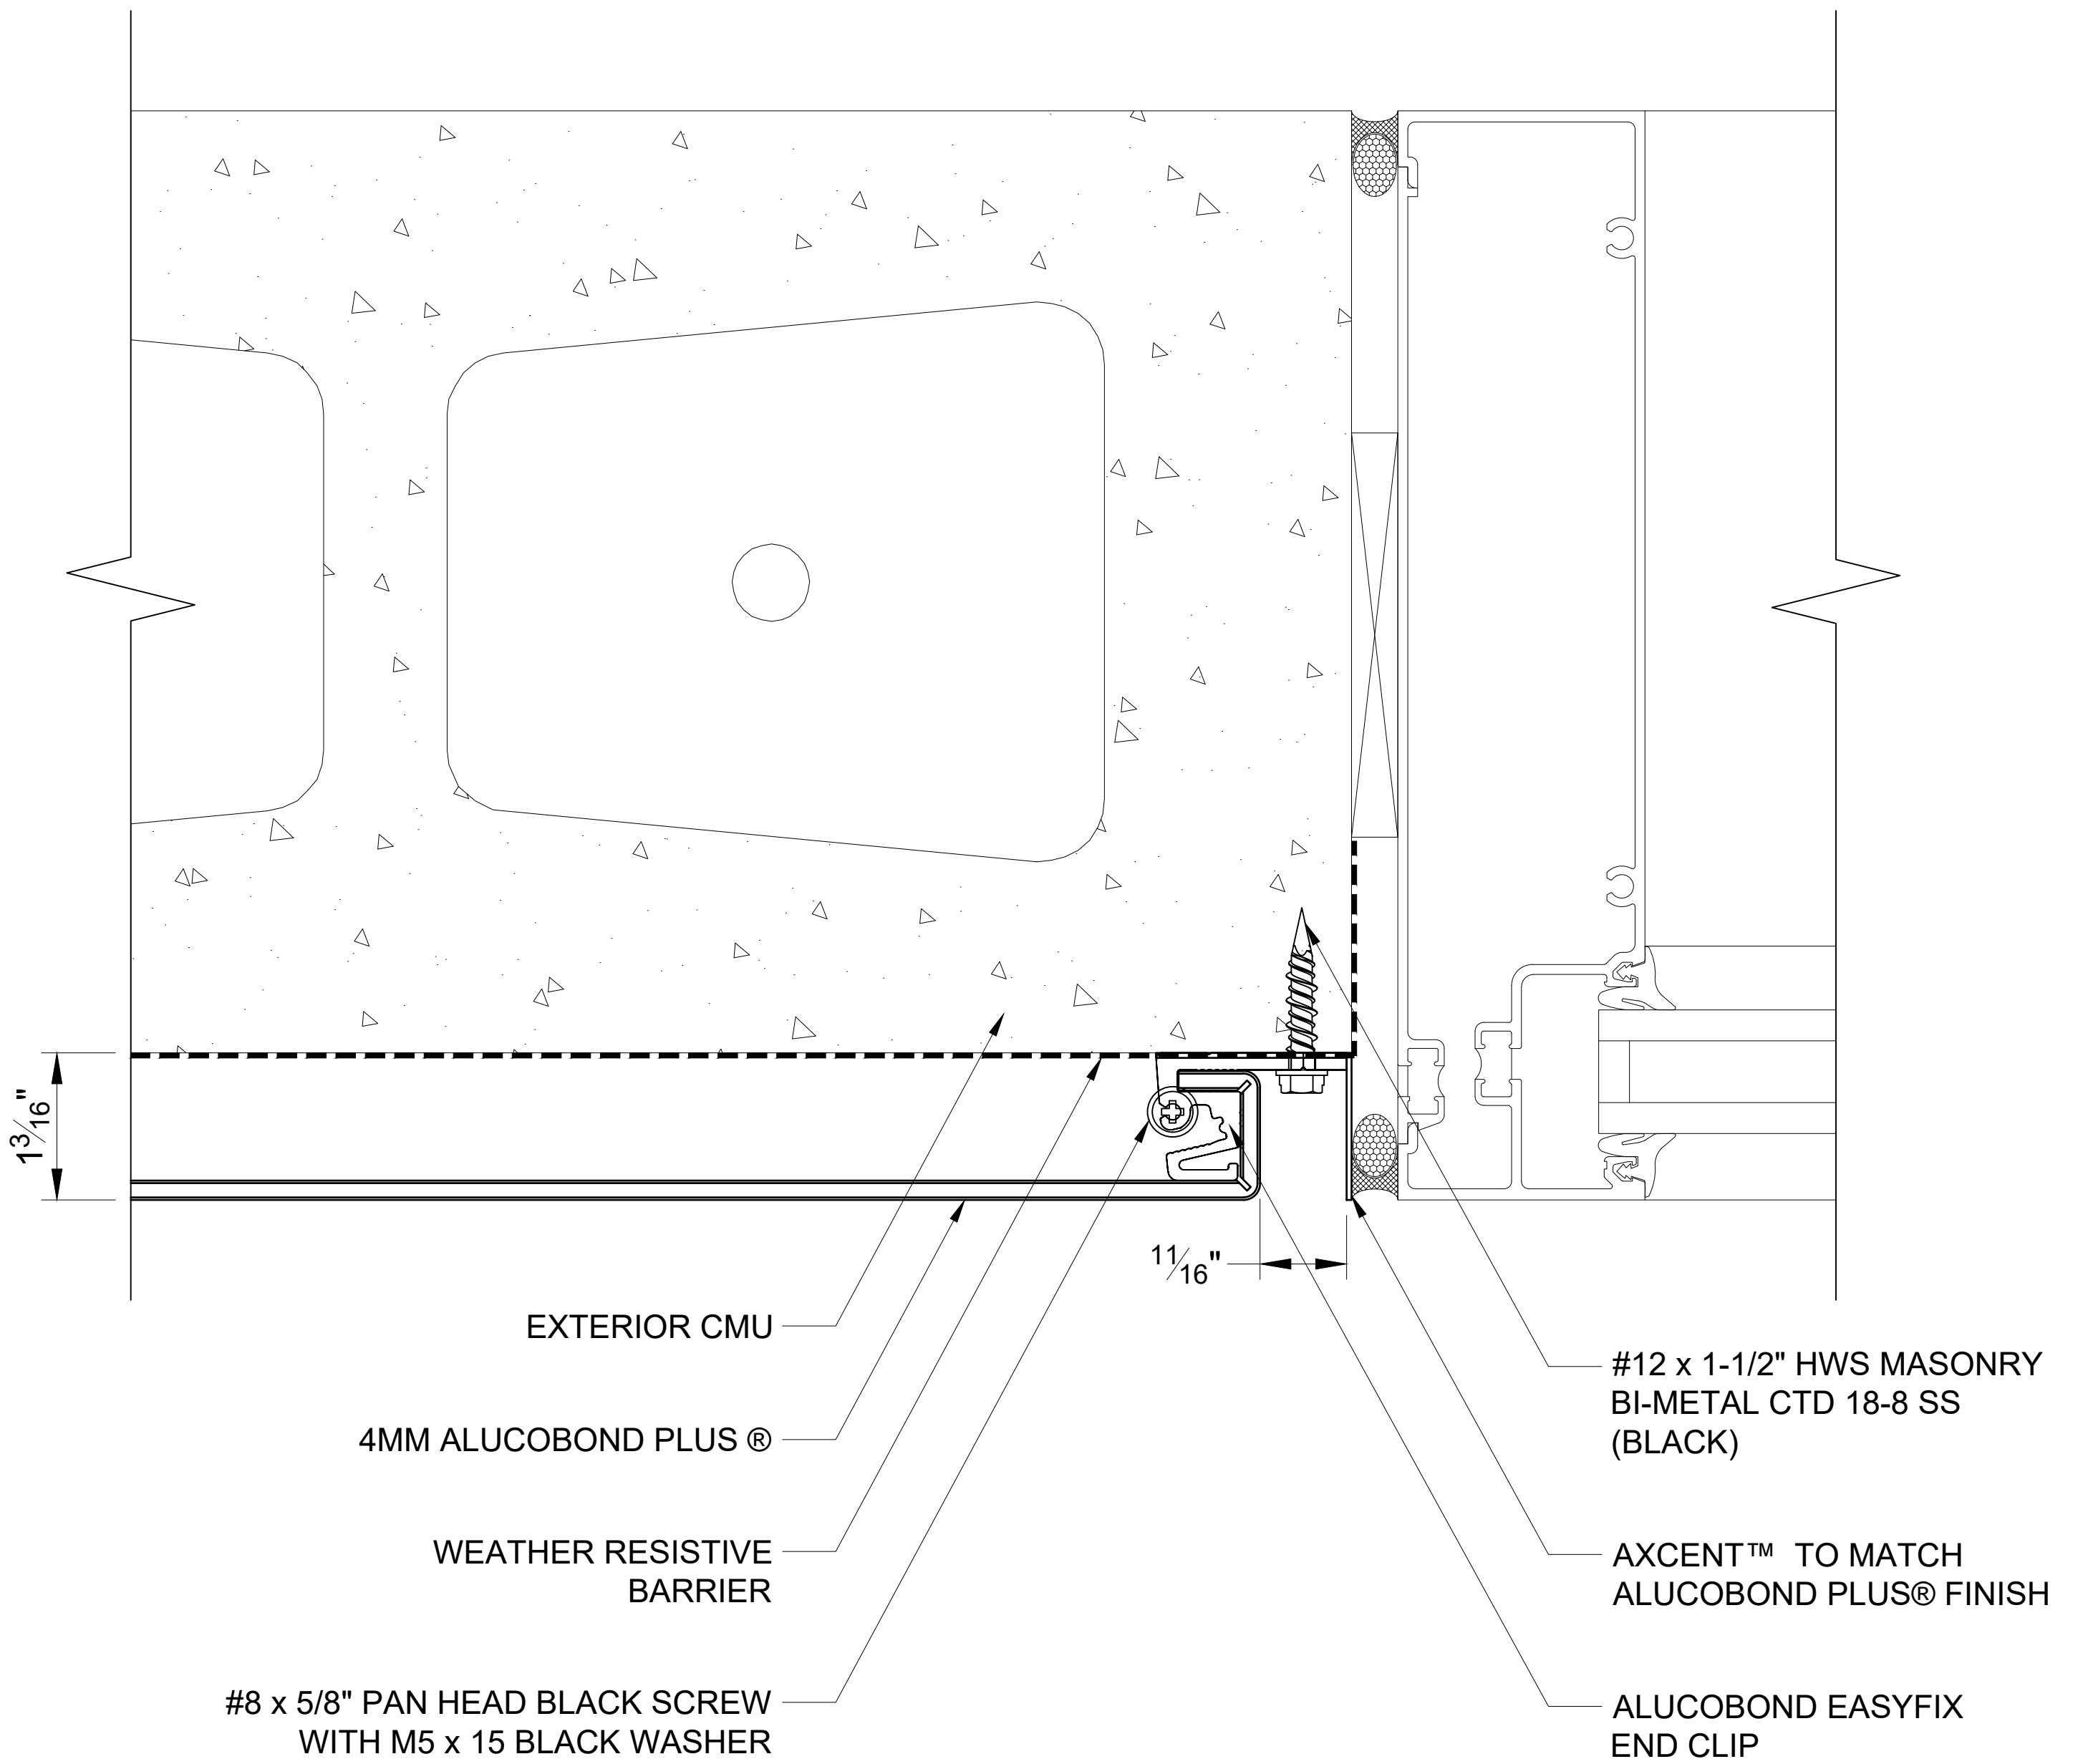 1 3/16"
11/16"
EXTERIOR CMU
4MM ALUCOBOND PLUS ®
WEATHER RESISTIVE
BARRIER
#8 x 5/8" PAN HEAD BLACK SCREW
WITH M5 x 15 BLACK WASHER
#12 x 1-1/2" HWS MASONRY
BI-METAL CTD 18-8 SS
(BLACK)
AXCENT™ TO MATCH
ALUCOBOND PLUS® FINISH
ALUCOBOND EASYFIX
END CLIP